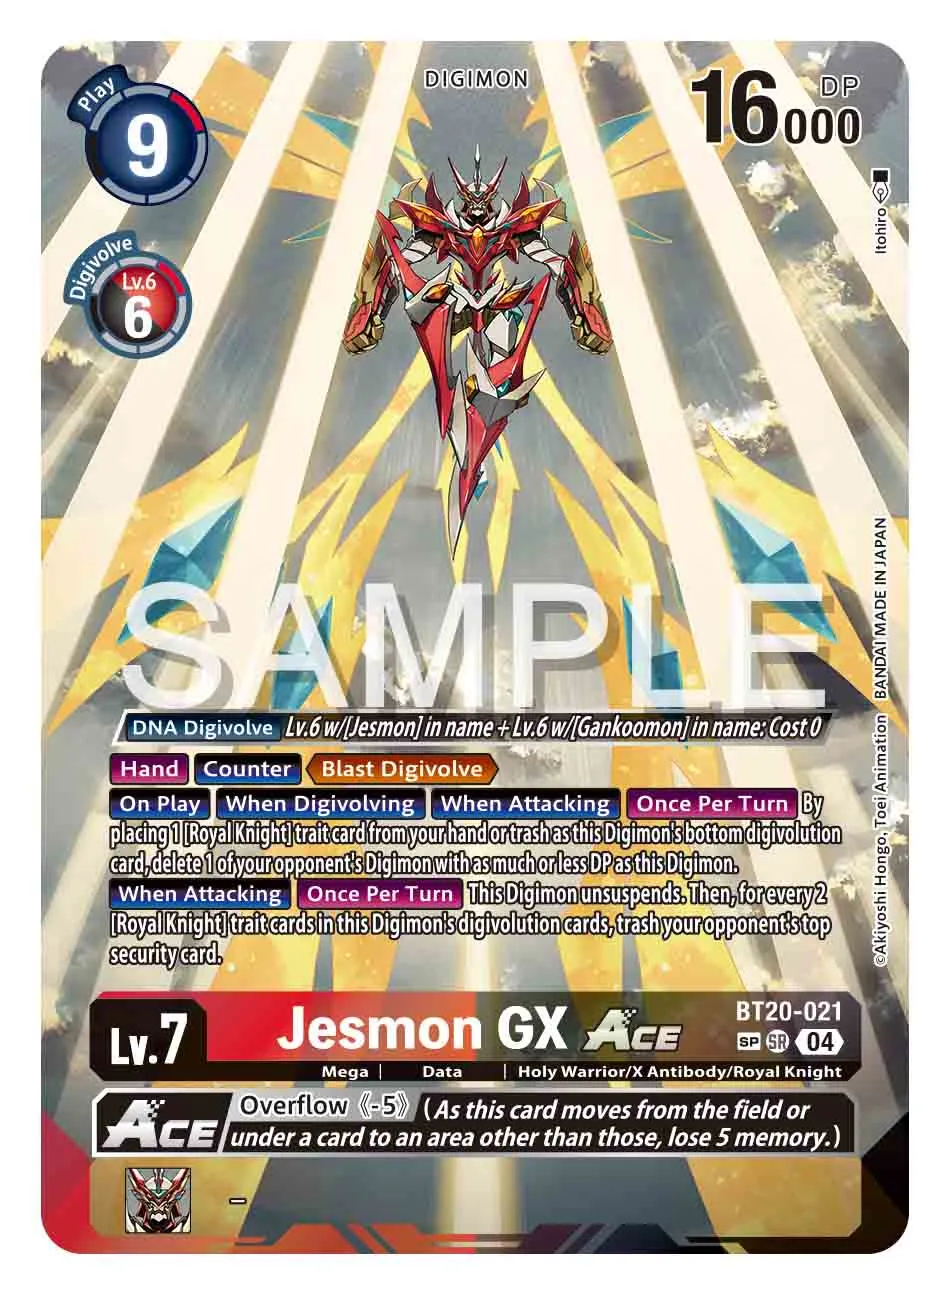 DIGIMON
Play
9
16000 DP
Digivolve
Lv.6
6
Itohiro
SAMPLE
©Akiyoshi Hongo, Toei Animation BANDAI MADE IN JAPAN
DNA Digivolve Lv.6 w/[Jesmon] in name + Lv.6 w/[Gankoomon] in name: Cost 0
Hand Counter Blast Digivolve
On Play When Digivolving When Attacking Once Per Turn By
placing 1 [Royal Knight] trait card from your hand or trash as this Digimon's bottom digivolution
card, delete 1 of your opponent's Digimon with as much or less DP as this Digimon.
When Attacking Once Per Turn This Digimon unsuspends. Then, for every 2
[Royal Knight] trait cards in this Digimon's digivolution cards, trash your opponent's top
security card.
Lv.7
Jesmon GX ACE
BT20-021
SP SR 04
Mega | Data | Holy Warrior/X Antibody/Royal Knight
ACE
Overflow《-5》(As this card moves from the field or
under a card to an area other than those, lose 5 memory.)
-